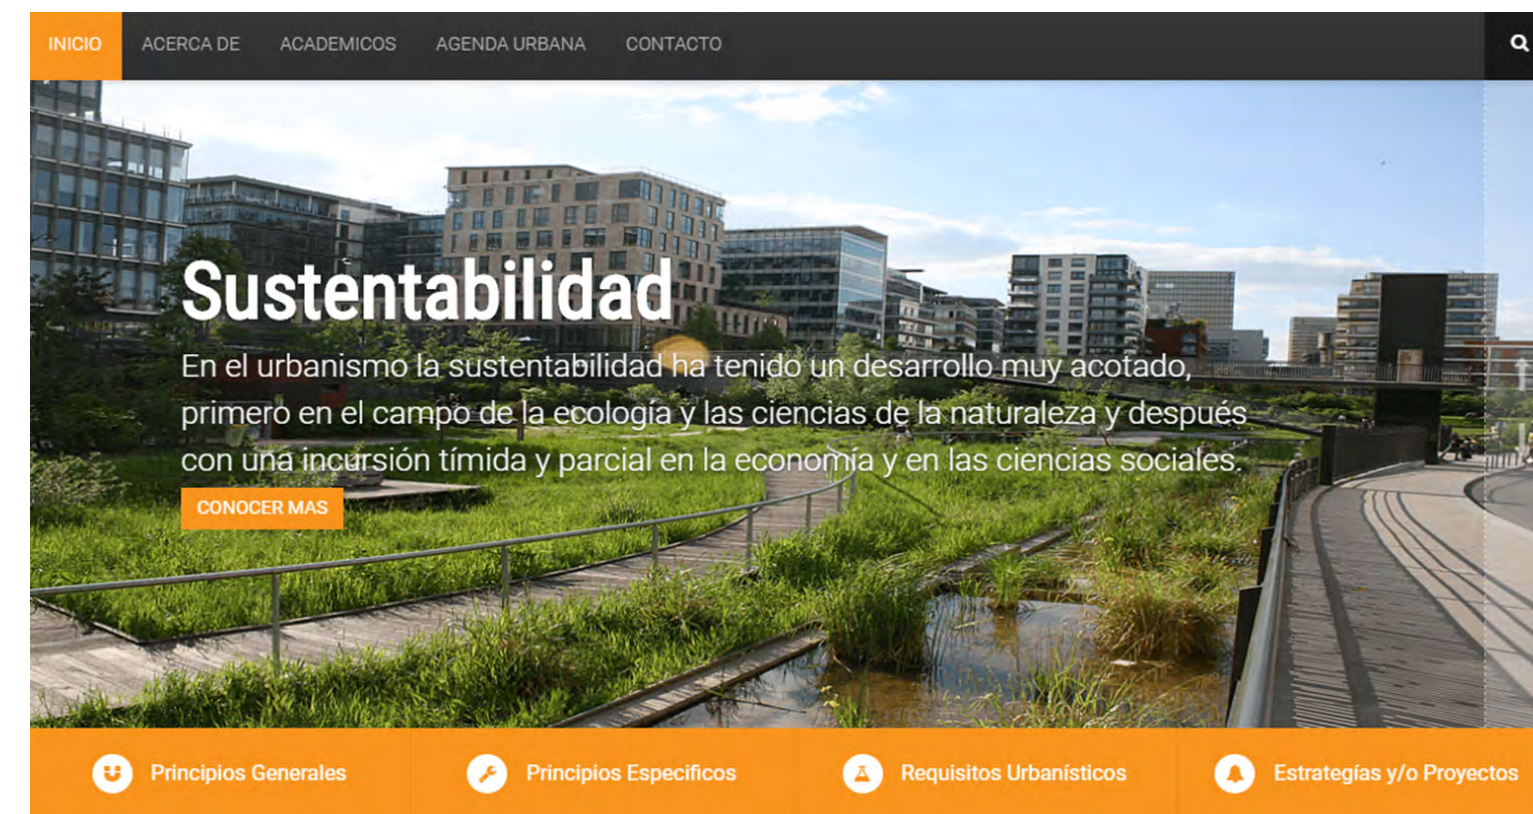 INICIO ACERCA DE ACADEMICOS AGENDA URBANA CONTACTO
Sustentabilidad
En el urbanismo la sustentabilidad ha tenido un desarrollo muy acotado,
primero en el campo de la ecología y las ciencias de la naturaleza y después
con una incursión tímida y parcial en la economía y en las ciencias sociales.
CONOCER MAS
Principios Generales Principios Especificos Requisitos Urbanísticos Estrategías y/o Proyectos